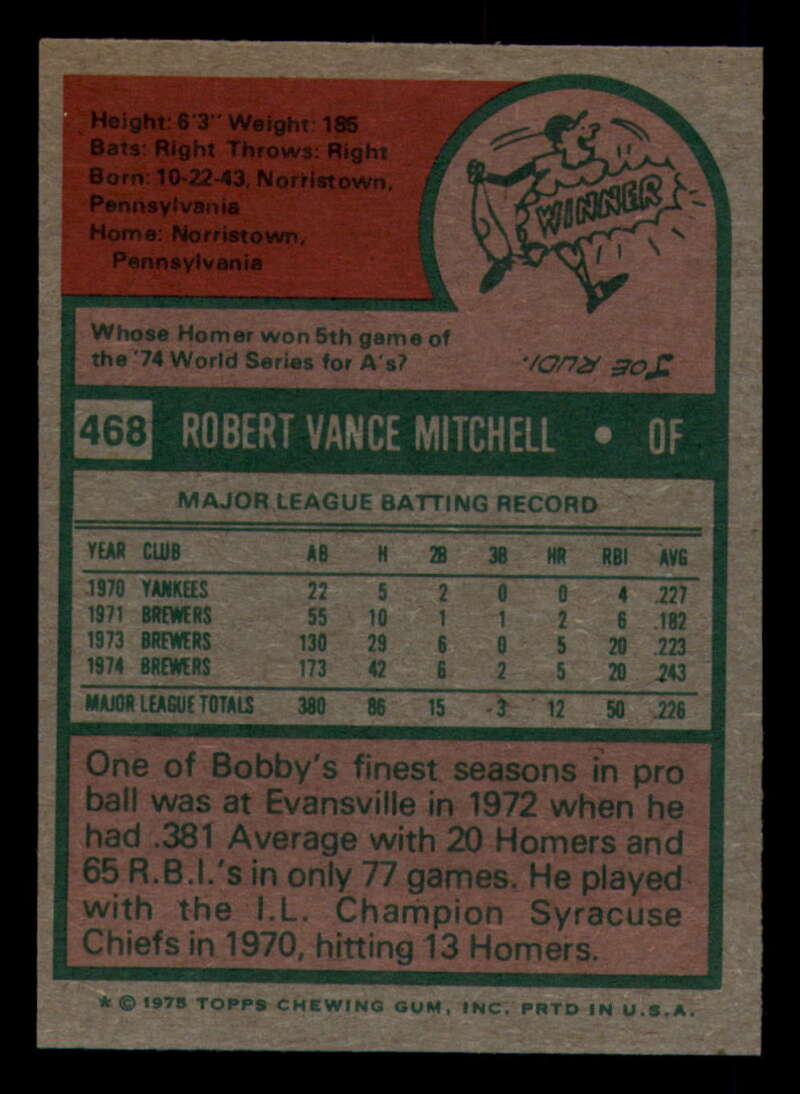 Height: 6'3" Weight: 185
Bats: Right Throws: Right
Born: 10-22-43, Norristown,
Pennsylvania
Home: Norristown,
Pennsylvania
WINNER
Whose Homer won 5th game of
the '74 World Series for A's?
JOE RUDI.
468 ROBERT VANCE MITCHELL • OF
MAJOR LEAGUE BATTING RECORD
YEAR CLUB AB H 2B 3B HR RBI AVG
1970 YANKEES 22 5 2 0 0 4 .227
1971 BREWERS 55 10 1 1 2 6 .182
1973 BREWERS 130 29 6 0 5 20 .223
1974 BREWERS 173 42 6 2 5 20 .243
MAJOR LEAGUE TOTALS 380 86 15 3 12 50 .226
One of Bobby's finest seasons in pro
ball was at Evansville in 1972 when he
had .381 Average with 20 Homers and
65 R.B.I.'s in only 77 games. He played
with the I.L. Champion Syracuse
Chiefs in 1970, hitting 13 Homers.
* © 1975 TOPPS CHEWING GUM, INC. PRTD IN U.S.A.